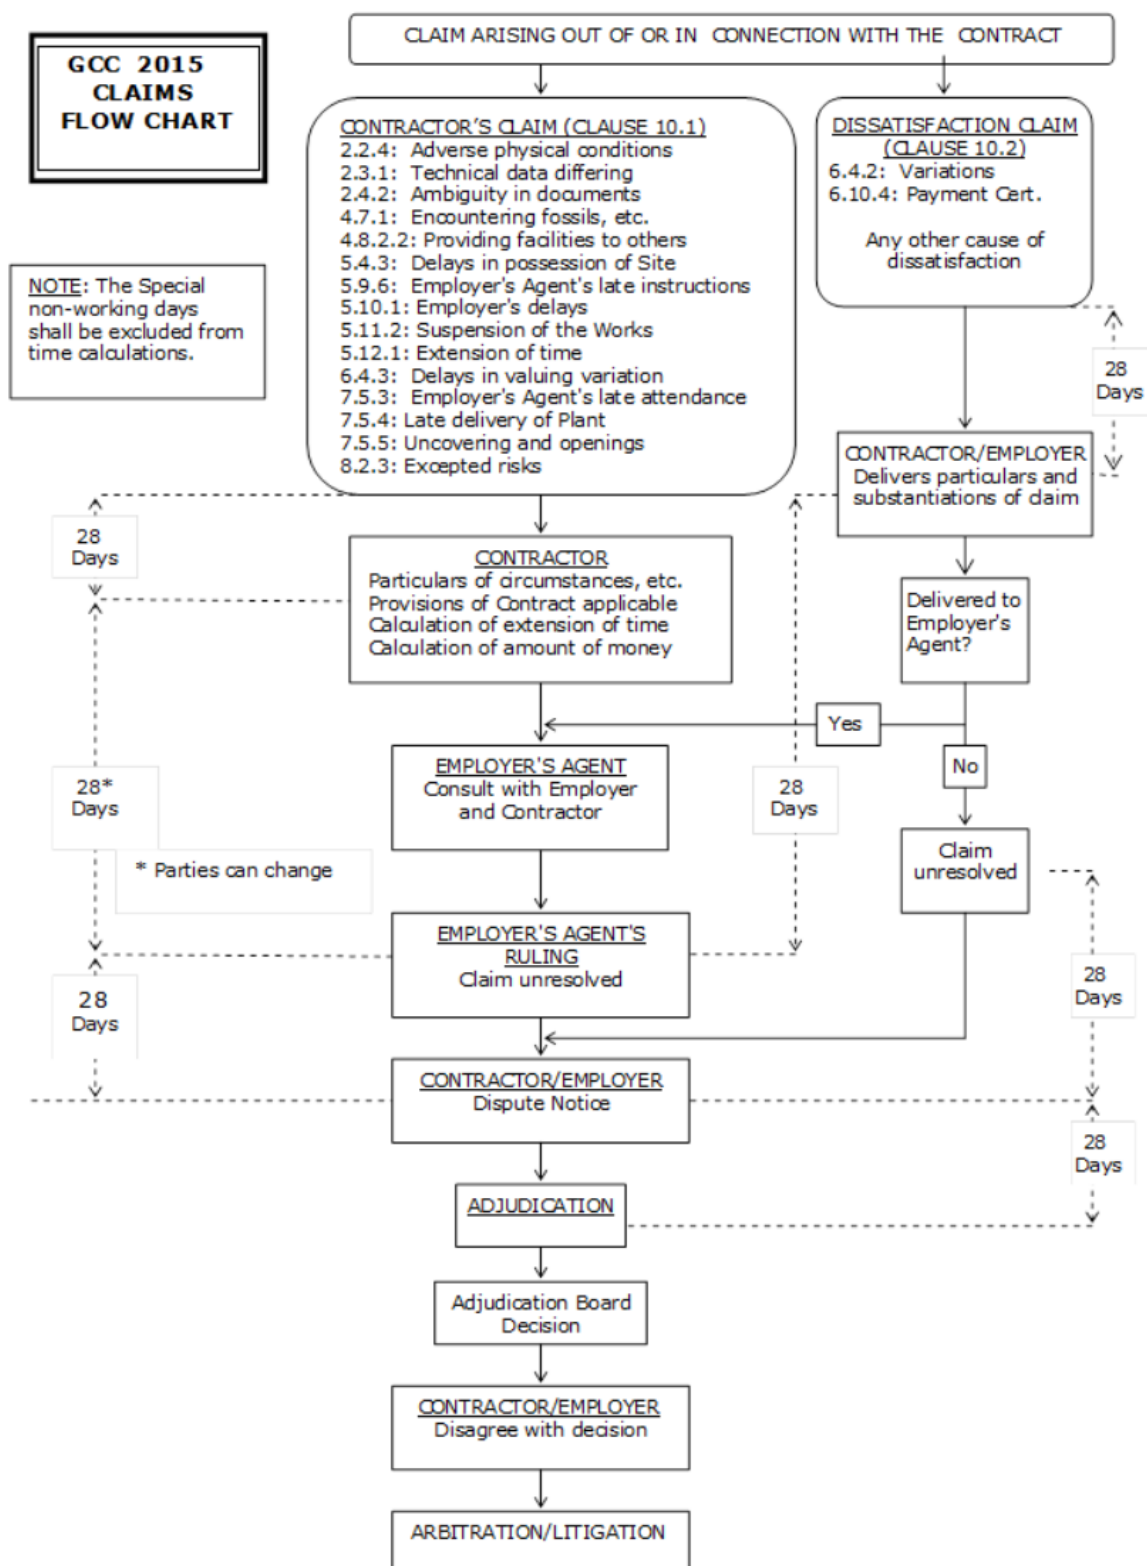 GCC 2015
CLAIMS
FLOW CHART
CLAIM ARISING OUT OF OR IN CONNECTION WITH THE CONTRACT
NOTE: The Special
non-working days
shall be excluded from
time calculations.
CONTRACTOR'S CLAIM (CLAUSE 10.1)
2.2.4: Adverse physical conditions
2.3.1: Technical data differing
2.4.2: Ambiguity in documents
4.7.1: Encountering fossils, etc.
4.8.2.2: Providing facilities to others
5.4.3: Delays in possession of Site
5.9.6: Employer's Agent's late instructions
5.10.1: Employer's delays
5.11.2: Suspension of the Works
5.12.1: Extension of time
6.4.3: Delays in valuing variation
7.5.3: Employer's Agent's late attendance
7.5.4: Late delivery of Plant
7.5.5: Uncovering and openings
8.2.3: Excepted risks
DISSATISFACTION CLAIM
(CLAUSE 10.2)
6.4.2: Variations
6.10.4: Payment Cert.
Any other cause of
dissatisfaction
28
Days
CONTRACTOR/EMPLOYER
Delivers particulars and
substantiations of claim
28
Days
CONTRACTOR
Particulars of circumstances, etc.
Provisions of Contract applicable
Calculation of extension of time
Calculation of amount of money
Delivered to
Employer's
Agent?
Yes
No
28*
Days
* Parties can change
EMPLOYER'S AGENT
Consult with Employer
and Contractor
28
Days
Claim
unresolved
EMPLOYER'S AGENT'S
RULING
Claim unresolved
28
Days
28
Days
CONTRACTOR/EMPLOYER
Dispute Notice
28
Days
ADJUDICATION
Adjudication Board
Decision
CONTRACTOR/EMPLOYER
Disagree with decision
ARBITRATION/LITIGATION